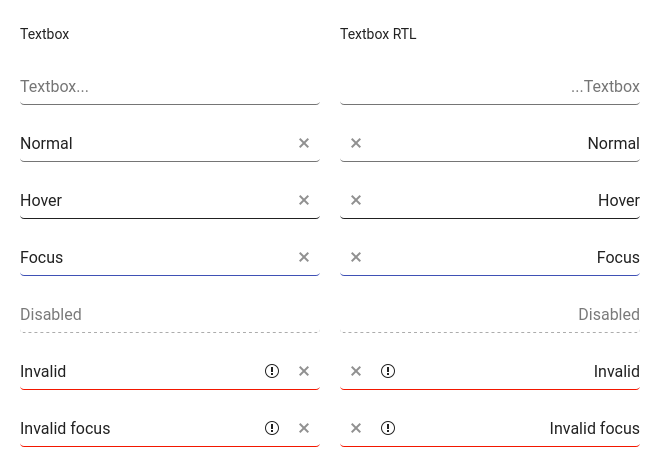 Textbox
Textbox RTL
Textbox...
...Textbox
Normal
Normal
Hover
Hover
Focus
Focus
Disabled
Disabled
Invalid
Invalid
Invalid focus
Invalid focus